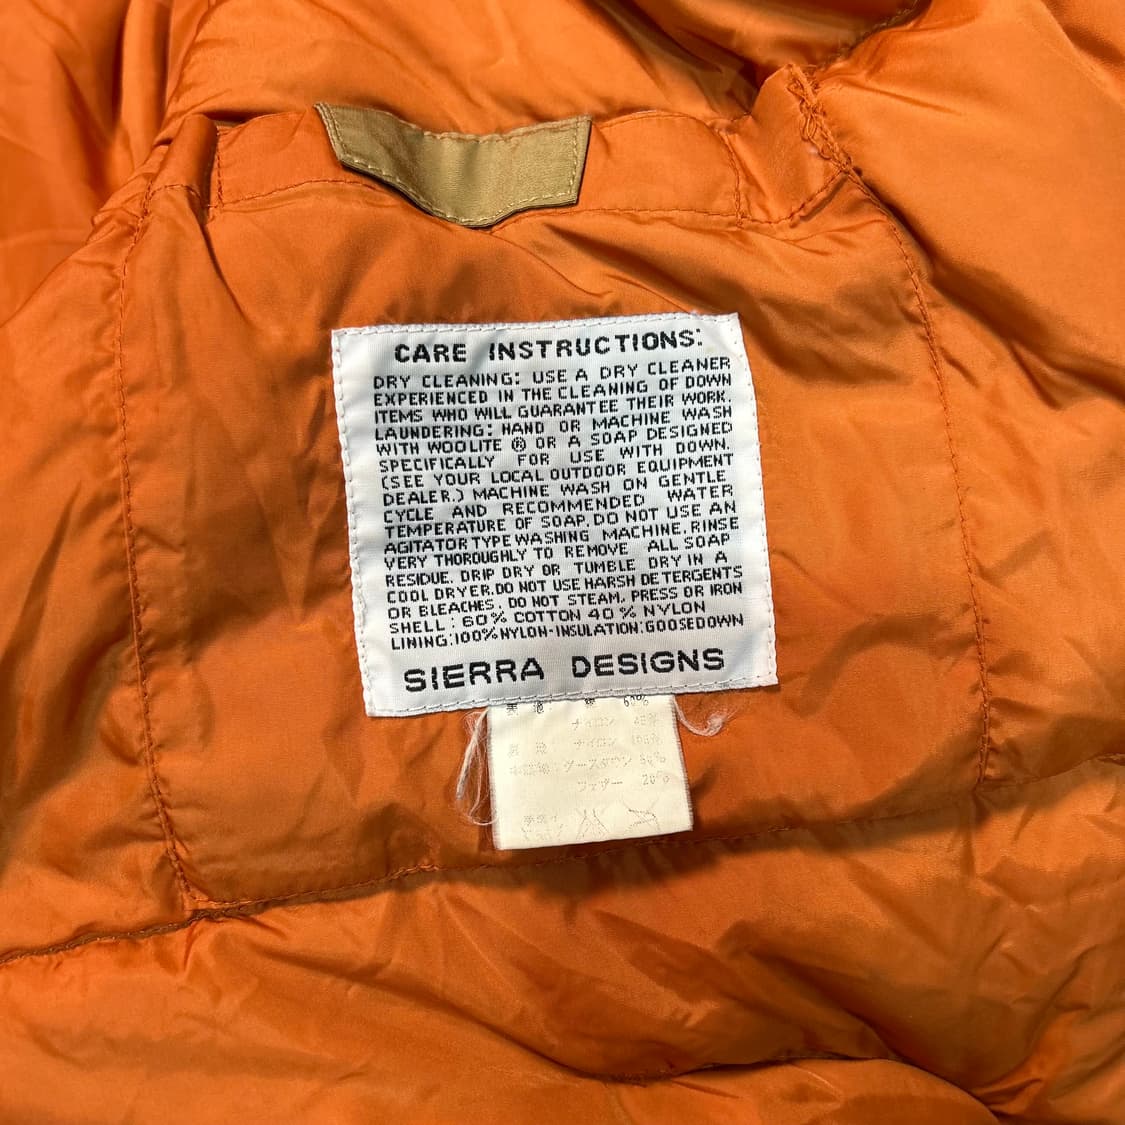 CARE INSTRUCTIONS:
DRY CLEANING: USE A DRY CLEANER
EXPERIENCED IN THE CLEANING OF DOWN
ITEMS WHO WILL GUARANTEE THEIR WORK.
LAUNDERING: HAND OR MACHINE WASH
WITH WOOLITE ® OR A SOAP DESIGNED
SPECIFICALLY FOR USE WITH DOWN.
(SEE YOUR LOCAL OUTDOOR EQUIPMENT
DEALER.) MACHINE WASH ON GENTLE
CYCLE AND RECOMMENDED WATER
TEMPERATURE OF SOAP. DO NOT USE AN
AGITATOR TYPE WASHING MACHINE. RINSE
VERY THOROUGHLY TO REMOVE ALL SOAP
RESIDUE. DRIP DRY OR TUMBLE DRY IN A
COOL DRYER. DO NOT USE HARSH DETERGENTS
OR BLEACHES. DO NOT STEAM, PRESS OR IRON
SHELL: 60% COTTON 40% NYLON
LINING: 100% NYLON-INSULATION: GOOSEDOWN
SIERRA DESIGNS
60%
ナイロン
ナイロン
グースダウン
フェザー 20%